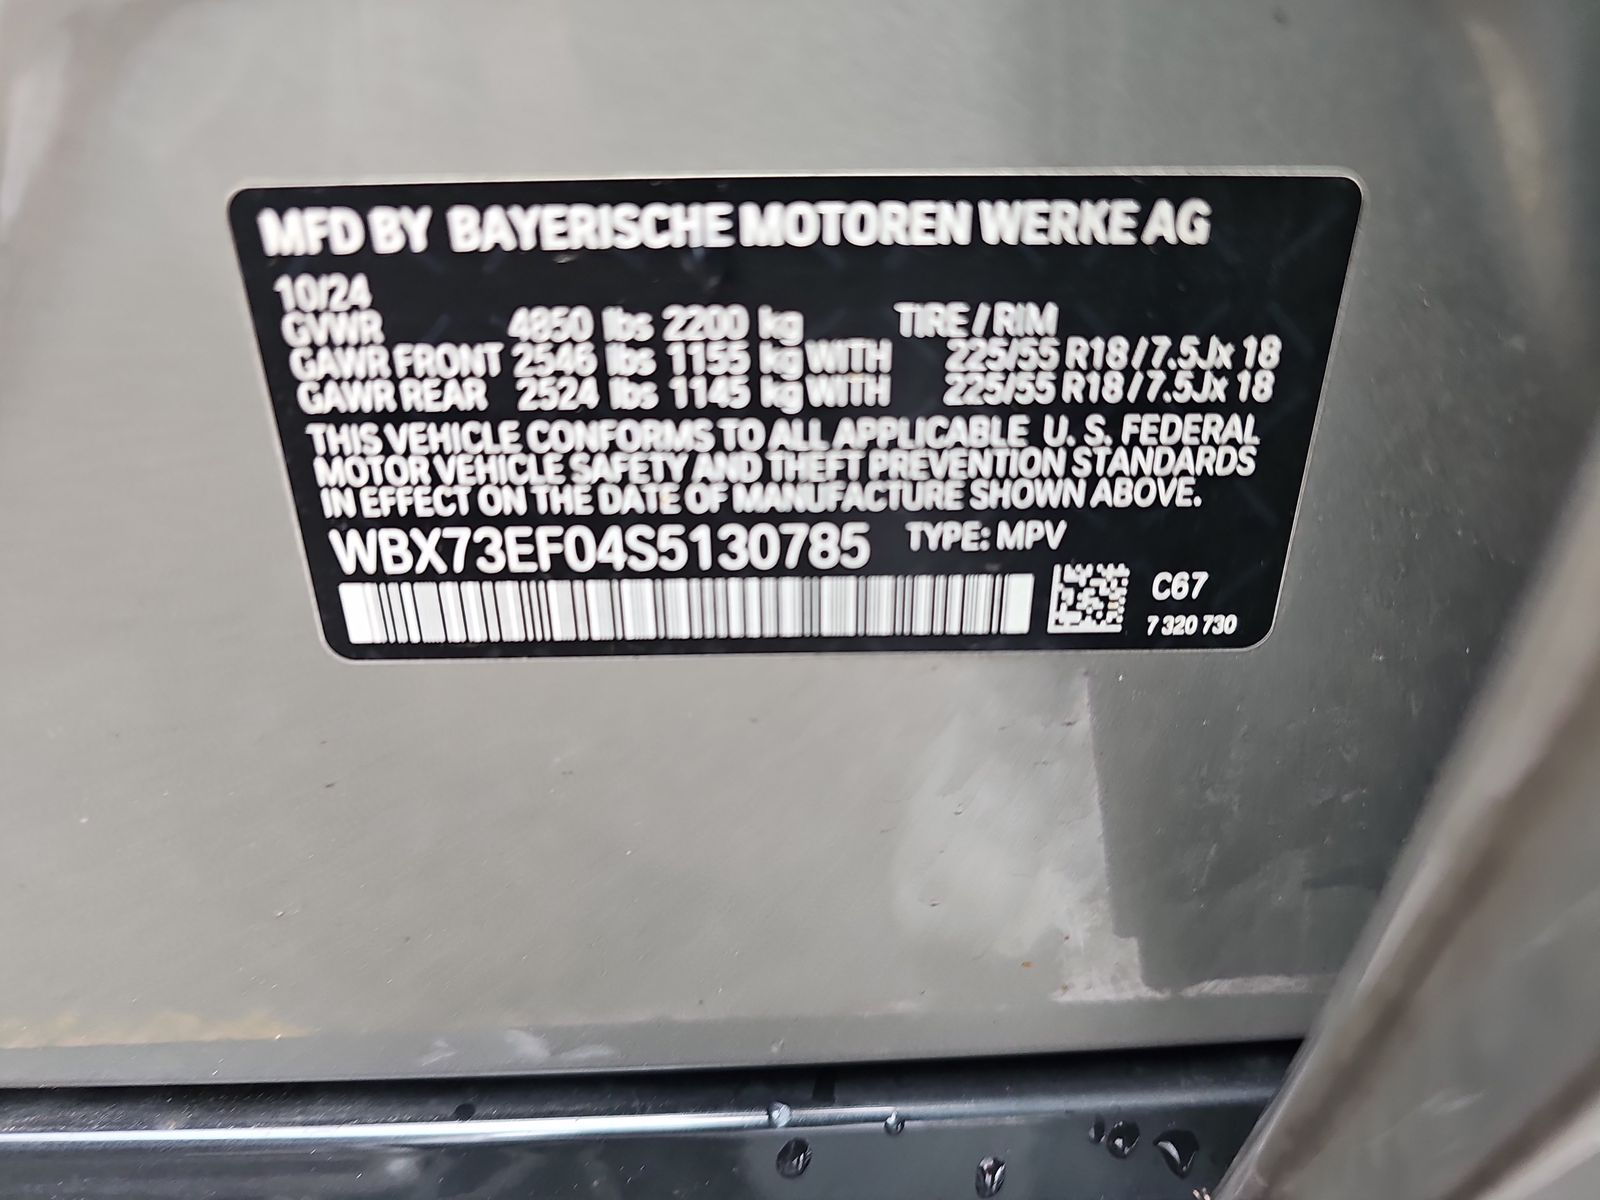 MFD BY BAYERISCHE MOTOREN WERKE AG
10/24
GVWR 4850 lbs 2200 kg TIRE / RIM
GAWR FRONT 2546 lbs 1155 kg WITH 225/55 R18 / 7.5Jx 18
GAWR REAR 2524 lbs 1145 kg WITH 225/55 R18 / 7.5Jx 18
THIS VEHICLE CONFORMS TO ALL APPLICABLE U. S. FEDERAL
MOTOR VEHICLE SAFETY AND THEFT PREVENTION STANDARDS
IN EFFECT ON THE DATE OF MANUFACTURE SHOWN ABOVE.
WBX73EF04S5130785 TYPE: MPV
C67
7 320 730